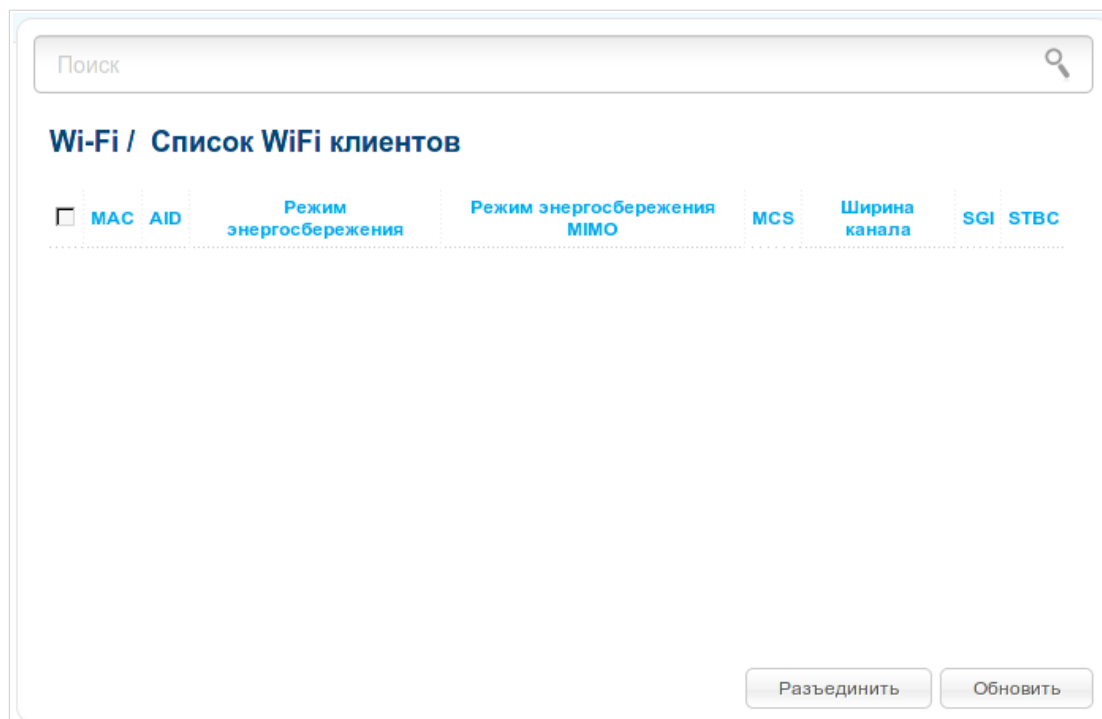 Поиск
Wi-Fi / Список WiFi клиентов
MAC AID Режим энергосбережения Режим энергосбережения MIMO MCS Ширина канала SGI STBC
Разъединить Обновить